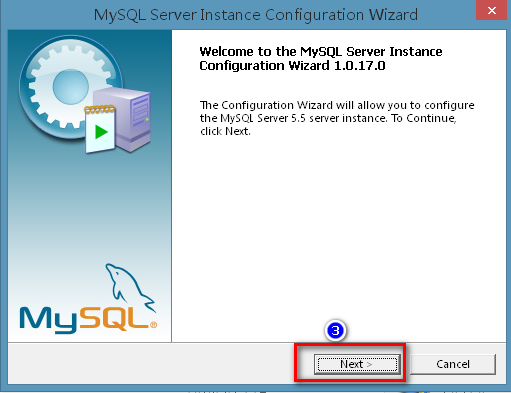 MySQL Server Instance Configuration Wizard
Welcome to the MySQL Server Instance
Configuration Wizard 1.0.17.0
The Configuration Wizard will allow you to configure
the MySQL Server 5.5 server instance. To Continue,
click Next.
MySQL®
3
Next >
Cancel